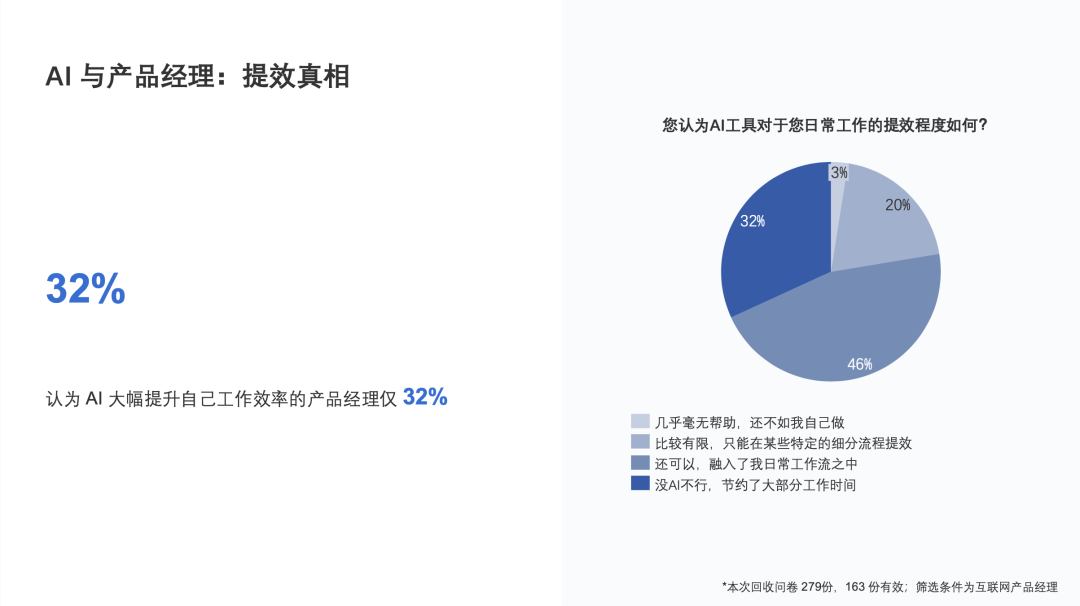 AI 与产品经理：提效真相
32%
认为 AI 大幅提升自己工作效率的产品经理仅 32%
您认为AI工具对于您日常工作的提效程度如何？
3%
20%
32%
46%
几乎毫无帮助，还不如我自己做
比较有限，只能在某些特定的细分流程提效
还可以，融入了我日常工作流之中
没AI不行，节约了大部分工作时间
*本次回收问卷 279份，163 份有效；筛选条件为互联网产品经理